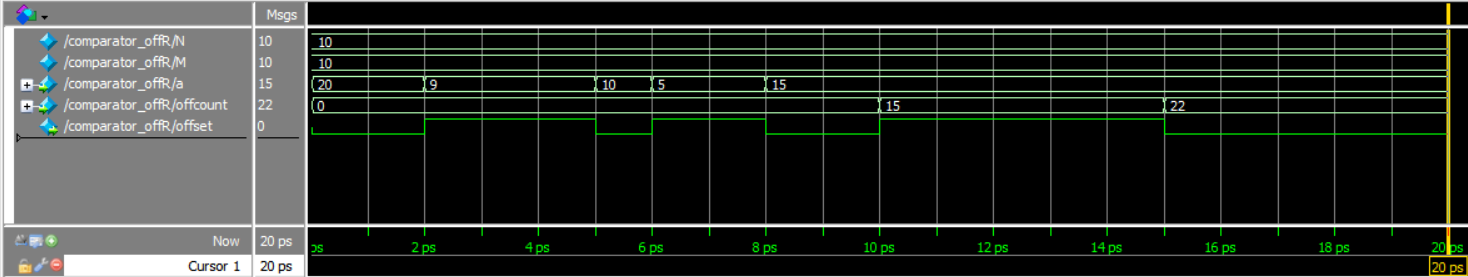 Msgs
/comparator_offR/N 10 10
/comparator_offR/M 10 10
/comparator_offR/a 15 20 9 10 5 15
/comparator_offR/offcount 22 0 15 22
/comparator_offR/offset 0
Now 20 ps ps 2 ps 4 ps 6 ps 8 ps 10 ps 12 ps 14 ps 16 ps 18 ps 20 ps
Cursor 1 20 ps 20 ps